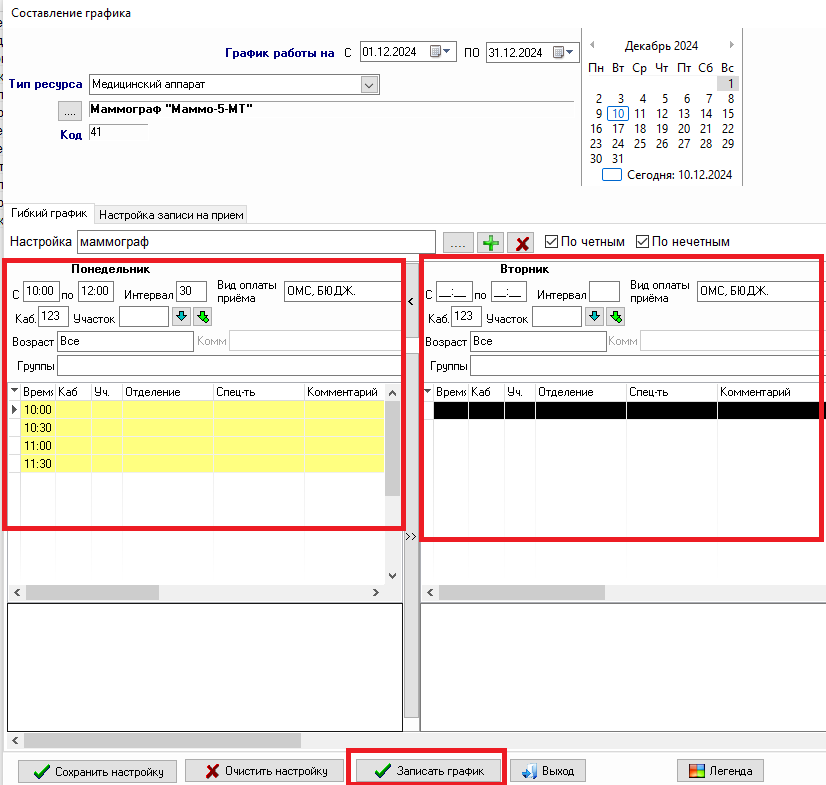 Составление графика
График работы на С 01.12.2024 ПО 31.12.2024
Тип ресурса Медицинский аппарат
.... Маммограф "Маммо-5-МТ"
Код 41
Декабрь 2024
Пн Вт Ср Чт Пт Сб Вс
1
2 3 4 5 6 7 8
9 10 11 12 13 14 15
16 17 18 19 20 21 22
23 24 25 26 27 28 29
30 31
Сегодня: 10.12.2024
Гибкий график Настройка записи на прием
Настройка маммограф .... По четным По нечетным
Понедельник
С 10:00 по 12:00 Интервал 30 Вид оплаты приёма ОМС, БЮДЖ.
Каб. 123 Участок
Возраст Все Комм
Группы
Время Каб Уч. Отделение Спец-ть Комментарий
10:00
10:30
11:00
11:30
<
>>
Вторник
С __:__ по __:__ Интервал Вид оплаты приёма ОМС, БЮДЖ.
Каб. 123 Участок
Возраст Все Комм
Группы
Время Каб Уч. Отделение Спец-ть Комментарий
Сохранить настройку Очистить настройку Записать график Выход Легенда